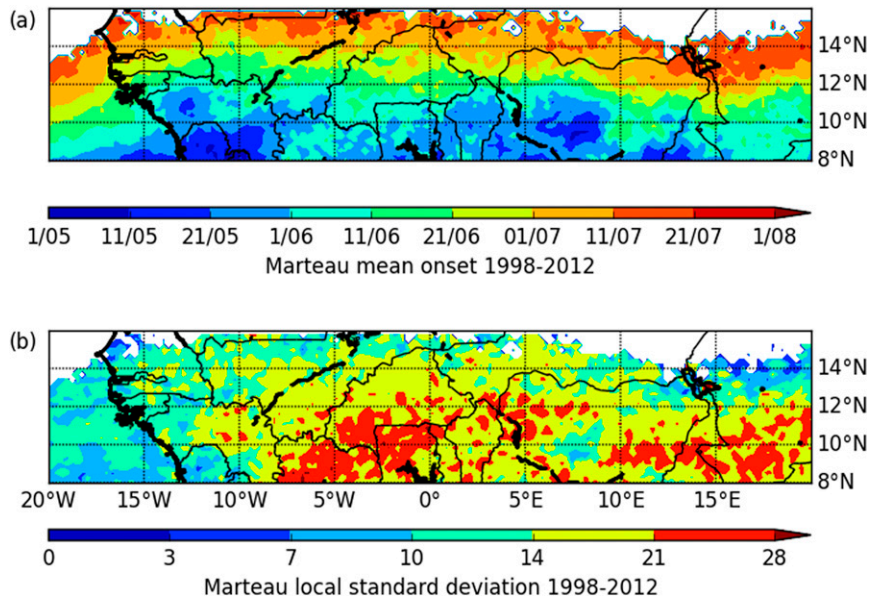 (a)
14°N
12°N
10°N
8°N
1/05 11/05 21/05 1/06 11/06 21/06 01/07 11/07 21/07 1/08
Marteau mean onset 1998-2012
(b)
14°N
12°N
10°N
8°N
20°W 15°W 10°W 5°W 0° 5°E 10°E 15°E
0 3 7 10 14 21 28
Marteau local standard deviation 1998-2012